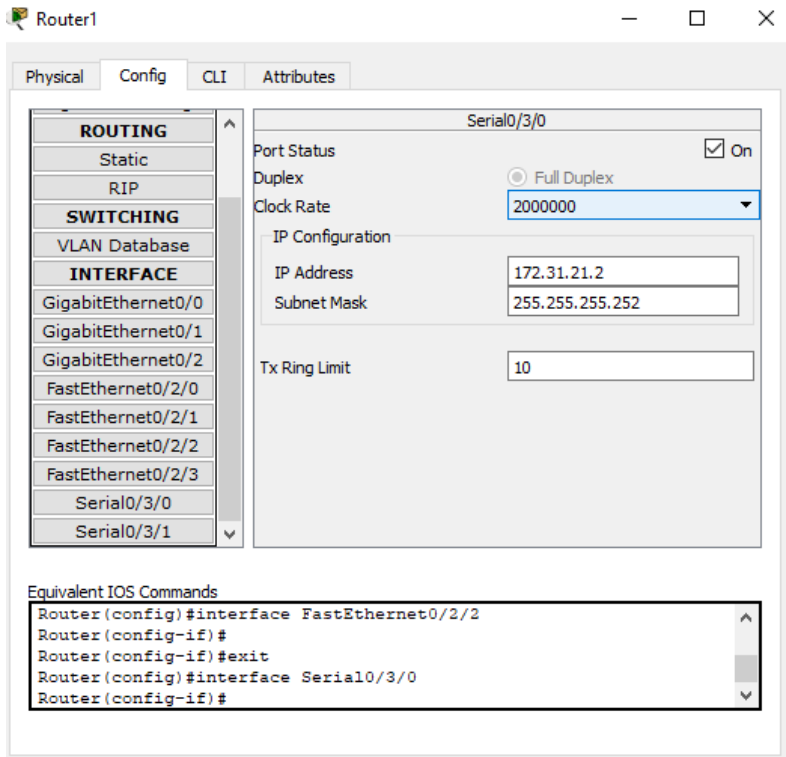 Router1
Physical Config CLI Attributes
ROUTING
Static
RIP
SWITCHING
VLAN Database
INTERFACE
GigabitEthernet0/0
GigabitEthernet0/1
GigabitEthernet0/2
FastEthernet0/2/0
FastEthernet0/2/1
FastEthernet0/2/2
FastEthernet0/2/3
Serial0/3/0
Serial0/3/1
Serial0/3/0
Port Status On
Duplex Full Duplex
Clock Rate 2000000
IP Configuration
IP Address 172.31.21.2
Subnet Mask 255.255.255.252
Tx Ring Limit 10
Equivalent IOS Commands
Router(config)#interface FastEthernet0/2/2
Router(config-if)#
Router(config-if)#exit
Router(config)#interface Serial0/3/0
Router(config-if)#